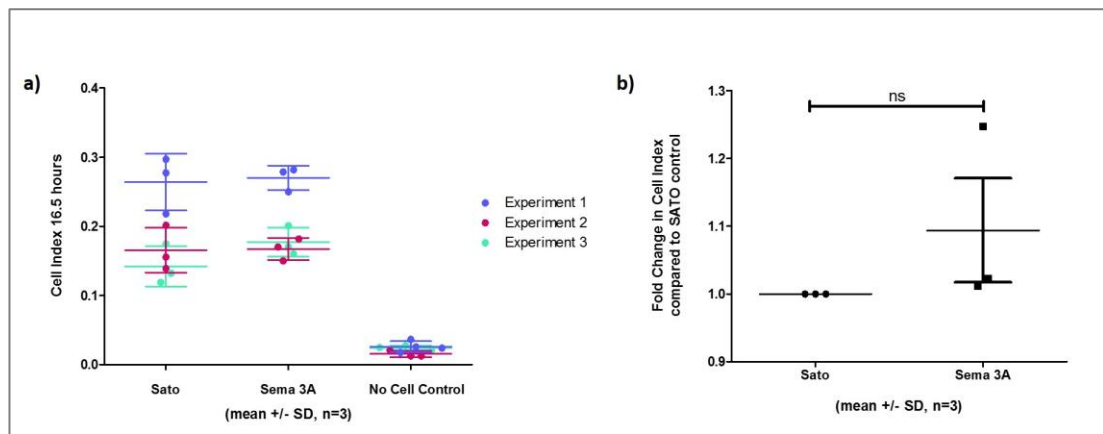 a)
0.4
0.3
0.2
0.1
0.0
Cell Index 16.5 hours
Sato
Sema 3A
No Cell Control
(mean +/- SD, n=3)
Experiment 1
Experiment 2
Experiment 3
b)
1.3
1.2
1.1
1.0
0.9
Fold Change in Cell Index
compared to SATO control
ns
Sato
Sema 3A
(mean +/- SD, n=3)